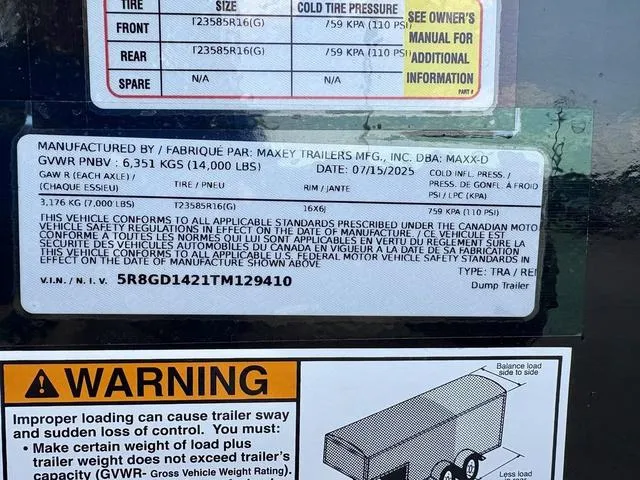 TIRE SIZE COLD TIRE PRESSURE
FRONT T23585R16(G) 759 KPA (110 PSI)
REAR T23585R16(G) 759 KPA (110 PSI)
SPARE N/A N/A
SEE OWNER'S
MANUAL FOR
ADDITIONAL
INFORMATION
PART #
MANUFACTURED BY / FABRIQUÉ PAR: MAXEY TRAILERS MFG., INC. DBA: MAXX-D
GVWR PNBV : 6,351 KGS (14,000 LBS) DATE: 07/15/2025
GAW R (EACH AXLE) / TIRE / PNEU RIM / JANTE COLD INFL. PRESS. /
(CHAQUE ESSIEU) PRESS. DE GONFL. À FROID
PSI / LPC (KPA)
3,176 KG (7,000 LBS) T23585R16(G) 16X6J 759 KPA (110 PSI)
THIS VEHICLE CONFORMS TO ALL APPLICABLE STANDARDS PRESCRIBED UNDER THE CANADIAN MOTO
VEHICLE SAFETY REGULATIONS IN EFFECT ON THE DATE OF MANUFACTURE. / CE VEHICULE EST
CONFORME À TOUTES LES NORMES QUI LUI SONT APPLICABLES EN VERTU DU RÈGLEMENT SUR LA
SÉCURITÉ DES VÉHICULES AUTOMOBILES DU CANADA EN VIGUEUR À LA DATE DE SA FABRICATION
THIS VEHICLE CONFORMS TO ALL APPLICABLE U.S. FEDERAL MOTOR VEHICLE SAFETY STANDARDS IN
EFFECT ON THE DATE OF MANUFACTURE SHOWN ABOVE
TYPE: TRA / REM
V.I.N. / N.I.V. 5R8GD1421TM129410 Dump Trailer
WARNING
Improper loading can cause trailer sway
and sudden loss of control. You must:
• Make certain weight of load plus
trailer weight does not exceed trailer's
capacity (GVWR- Gross Vehicle Weight Rating).
Balance load
side to side
Less load
in rear